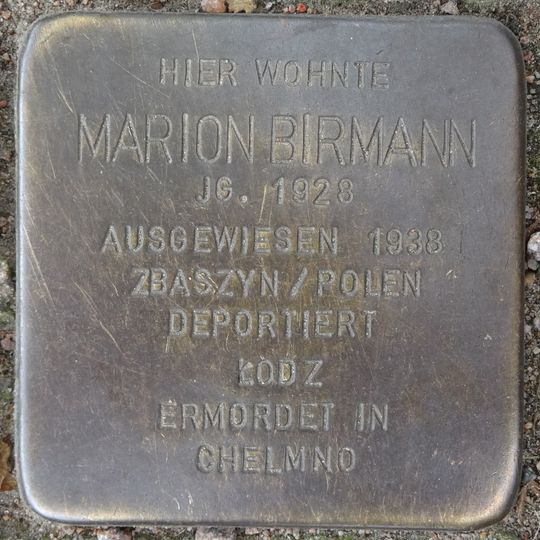 HIER WOHNTE
MARION BIRMANN
JG. 1928
AUSGEWIESEN 1938
ZBASZYN/POLEN
DEPORTIERT
ŁODZ
ERMORDET IN
CHELMNO